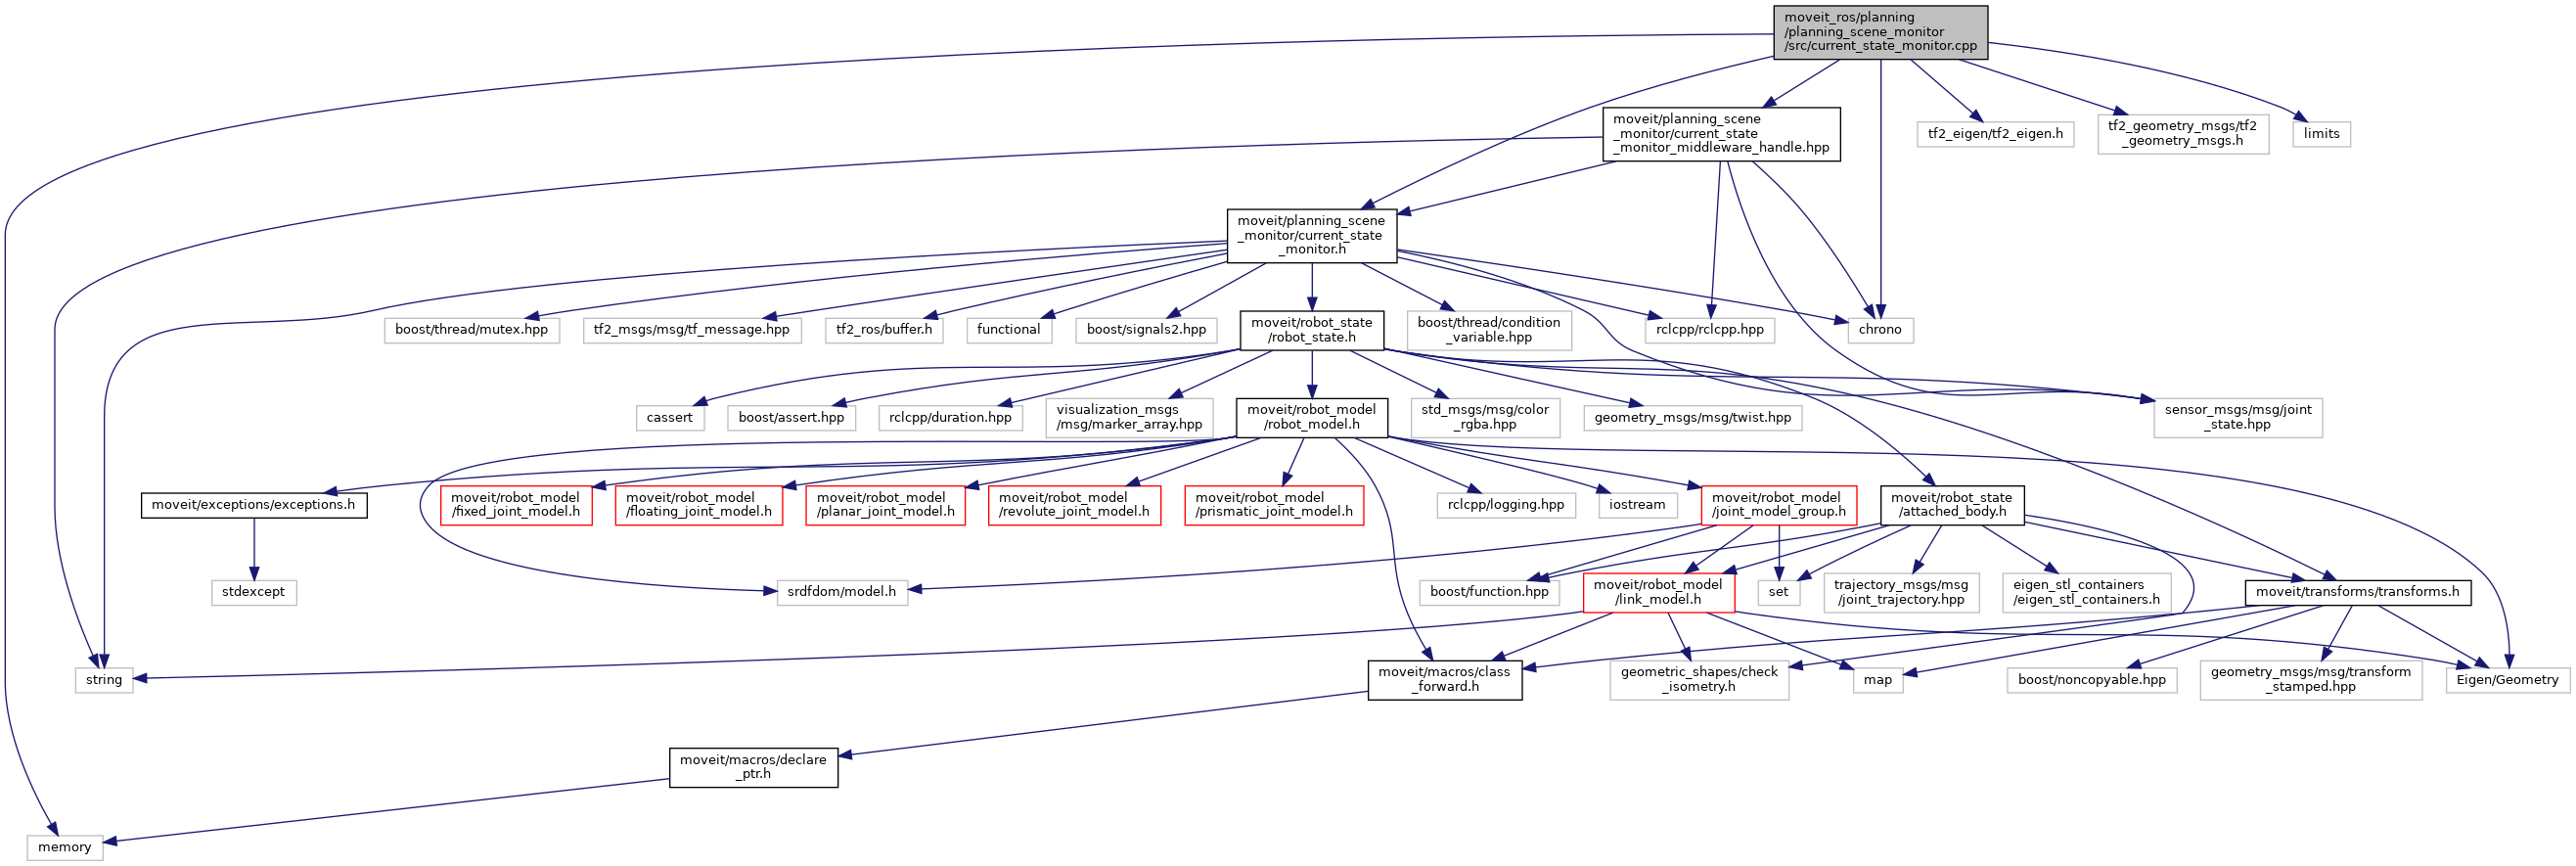 moveit_ros/planning
/planning_scene_monitor
/src/current_state_monitor.cpp
moveit/planning_scene
_monitor/current_state
_monitor_middleware_handle.hpp
tf2_eigen/tf2_eigen.h
tf2_geometry_msgs/tf2
_geometry_msgs.h
limits
moveit/planning_scene
_monitor/current_state
_monitor.h
boost/thread/mutex.hpp
tf2_msgs/msg/tf_message.hpp
tf2_ros/buffer.h
functional
boost/signals2.hpp
moveit/robot_state
/robot_state.h
boost/thread/condition
_variable.hpp
rclcpp/rclcpp.hpp
chrono
cassert
boost/assert.hpp
rclcpp/duration.hpp
visualization_msgs
/msg/marker_array.hpp
moveit/robot_model
/robot_model.h
std_msgs/msg/color
_rgba.hpp
geometry_msgs/msg/twist.hpp
sensor_msgs/msg/joint
_state.hpp
moveit/exceptions/exceptions.h
moveit/robot_model
/fixed_joint_model.h
moveit/robot_model
/floating_joint_model.h
moveit/robot_model
/planar_joint_model.h
moveit/robot_model
/revolute_joint_model.h
moveit/robot_model
/prismatic_joint_model.h
rclcpp/logging.hpp
iostream
moveit/robot_model
/joint_model_group.h
moveit/robot_state
/attached_body.h
stdexcept
srdfdom/model.h
boost/function.hpp
moveit/robot_model
/link_model.h
set
trajectory_msgs/msg
/joint_trajectory.hpp
eigen_stl_containers
/eigen_stl_containers.h
moveit/transforms/transforms.h
string
moveit/macros/class
_forward.h
geometric_shapes/check
_isometry.h
map
boost/noncopyable.hpp
geometry_msgs/msg/transform
_stamped.hpp
Eigen/Geometry
moveit/macros/declare
_ptr.h
memory